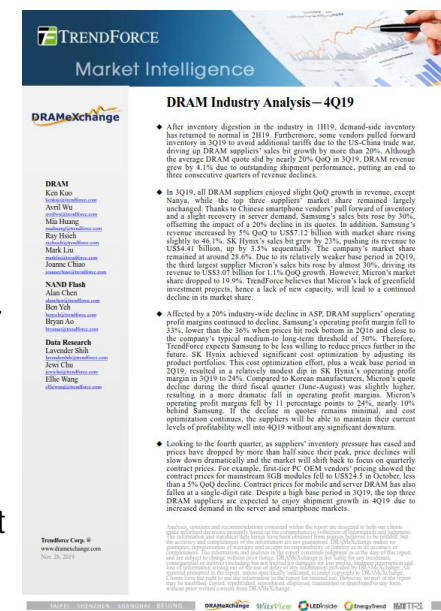 TRENDFORCE
Market Intelligence
DRAMeXchange
DRAM
Ken Kuo
Avril Wu
Mia Huang
Ray Hsieh
Mark Liu
Joanne Chiao
NAND Flash
Alan Chen
Ben Yeh
Bryan Ao
Data Research
Lavender Shih
Jewi Chu
Ellie Wang
Trendforce Corp. ®
www.dramexchange.com
Nov. 28, 2019
DRAM Industry Analysis—4Q19
◆ After inventory digestion in the industry in 1H19, demand-side inventory
has returned to normal in 2H19. Furthermore, some vendors pulled forward
inventory in 3Q19 to avoid additional tariffs due to the US-China trade war,
driving up DRAM suppliers' sales bit growth by more than 20%. Although
the average DRAM quote slid by nearly 20% QoQ in 3Q19, DRAM revenue
grew by 4.1% due to outstanding shipment performance, putting an end to
three consecutive quarters of revenue declines.
◆ In 3Q19, all DRAM suppliers enjoyed slight QoQ growth in revenue, except
Nanya, while the top three suppliers' market share remained largely
unchanged. Thanks to Chinese smartphone vendors' pull forward of inventory
and a slight recovery in server demand, Samsung's sales bits rose by 30%,
offsetting the impact of a 20% decline in its quotes. In addition, Samsung's
revenue increased by 5% QoQ to US$7.12 billion with market share rising
slightly to 46.1%. SK Hynix's sales bit grew by 23%, pushing its revenue to
US$4.41 billion, up by 3.5% sequentially. The company's market share
remained at around 28.6%. Due to its relatively weaker base period in 2Q19,
the third largest supplier Micron's sales bits rose by almost 30%, driving its
revenue to US$3.07 billion for 1.1% QoQ growth. However, Micron's market
share dropped to 19.9%. TrendForce believes that Micron's lack of greenfield
investment projects, hence a lack of new capacity, will lead to a continued
decline in its market share.
◆ Affected by a 20% industry-wide decline in ASP, DRAM suppliers' operating
profit margins continued to decline. Samsung's operating profit margin fell to
33%, lower than the 36% when prices hit rock bottom in 2Q16 and close to
the company's typical medium-to long-term threshold of 30%. Therefore,
TrendForce expects Samsung to be less willing to reduce prices further in the
future. SK Hynix achieved significant cost optimization by adjusting its
product portfolios. This cost optimization effort, plus a weak base period in
2Q19, resulted in a relatively modest dip in SK Hynix's operating profit
margin in 3Q19 to 24%. Compared to Korean manufacturers, Micron's quote
decline during the third fiscal quarter (June-August) was slightly higher,
resulting in a more dramatic fall in operating profit margins. Micron's
operating profit margins fell by 11 percentage points to 24%, nearly 10%
behind Samsung. If the decline in quotes remains minimal, and cost
optimization continues, the suppliers will be able to maintain their current
levels of profitability well into 4Q19 without any significant downturn.
◆ Looking to the fourth quarter, as suppliers' inventory pressure has eased and
prices have dropped by more than half since their peak, price declines will
slow down dramatically and the market will shift back to focus on quarterly
contract prices. For example, first-tier PC OEM vendors' pricing showed the
contract prices for mainstream 8GB modules fell to US$24.5 in October, less
than a 5% QoQ decline. Contract prices for mobile and server DRAM has also
fallen at a single-digit rate. Despite a high base period in 3Q19, the top three
DRAM suppliers are expected to enjoy shipment growth in 4Q19 due to
increased demand in the server and smartphone markets.
TAIPEI SHENZHEN SHANGHAI BEIJING
DRAMeXchange WitsView LEDinside EnergyTrend